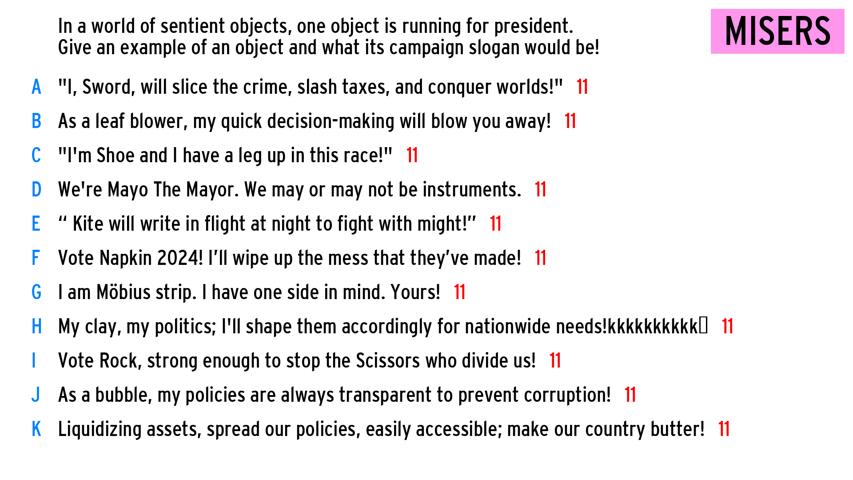 In a world of sentient objects, one object is running for president.
Give an example of an object and what its campaign slogan would be!
MISERS
A "I, Sword, will slice the crime, slash taxes, and conquer worlds!" 11
B As a leaf blower, my quick decision-making will blow you away! 11
C "I'm Shoe and I have a leg up in this race!" 11
D We're Mayo The Mayor. We may or may not be instruments. 11
E “ Kite will write in flight at night to fight with might!” 11
F Vote Napkin 2024! I’ll wipe up the mess that they’ve made! 11
G I am Möbius strip. I have one side in mind. Yours! 11
H My clay, my politics; I'll shape them accordingly for nationwide needs!kkkkkkkkkk▯ 11
I Vote Rock, strong enough to stop the Scissors who divide us! 11
J As a bubble, my policies are always transparent to prevent corruption! 11
K Liquidizing assets, spread our policies, easily accessible; make our country butter! 11